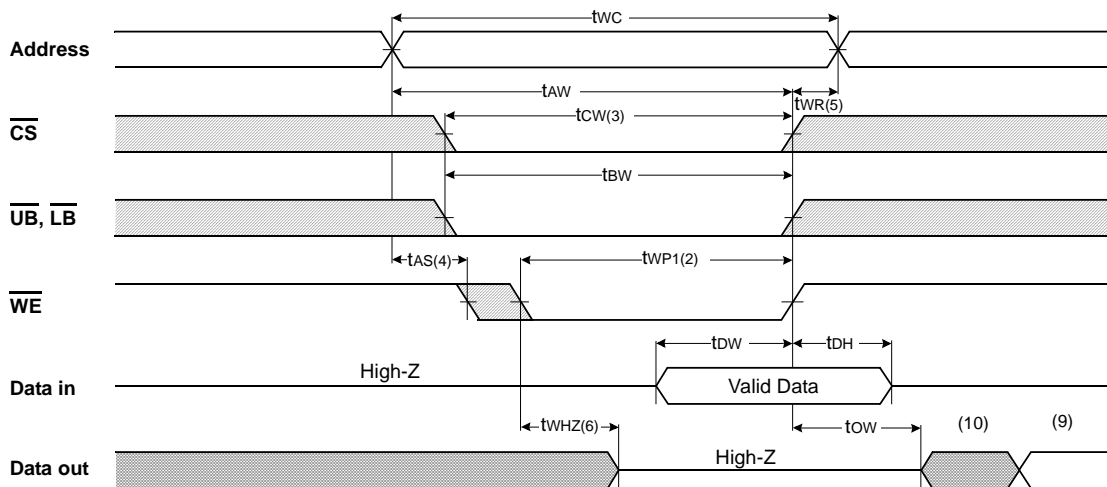 tWC
Address
tAW
tWR(5)
CS
tCW(3)
tBW
UB, LB
tAS(4)
tWP1(2)
WE
tDW
tDH
High-Z
Data in
Valid Data
tWHZ(6)
tOW
(10)
(9)
Data out
High-Z